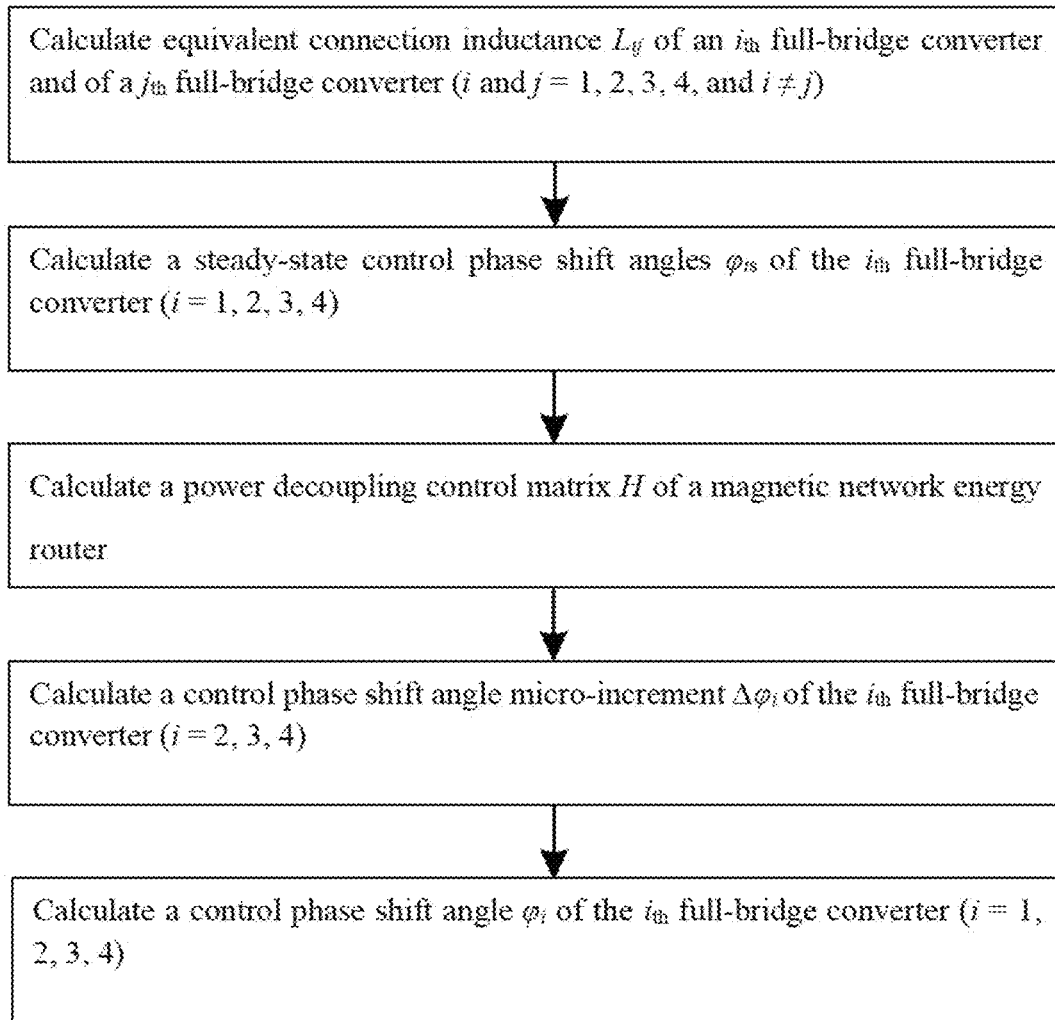 Calculate equivalent connection inductance Lij of an ith full-bridge converter
and of a jth full-bridge converter (i and j = 1, 2, 3, 4, and i ≠ j)
Calculate a steady-state control phase shift angles φis of the ith full-bridge
converter (i = 1, 2, 3, 4)
Calculate a power decoupling control matrix H of a magnetic network energy
router
Calculate a control phase shift angle micro-increment Δφi of the ith full-bridge
converter (i = 2, 3, 4)
Calculate a control phase shift angle φi of the ith full-bridge converter (i = 1,
2, 3, 4)